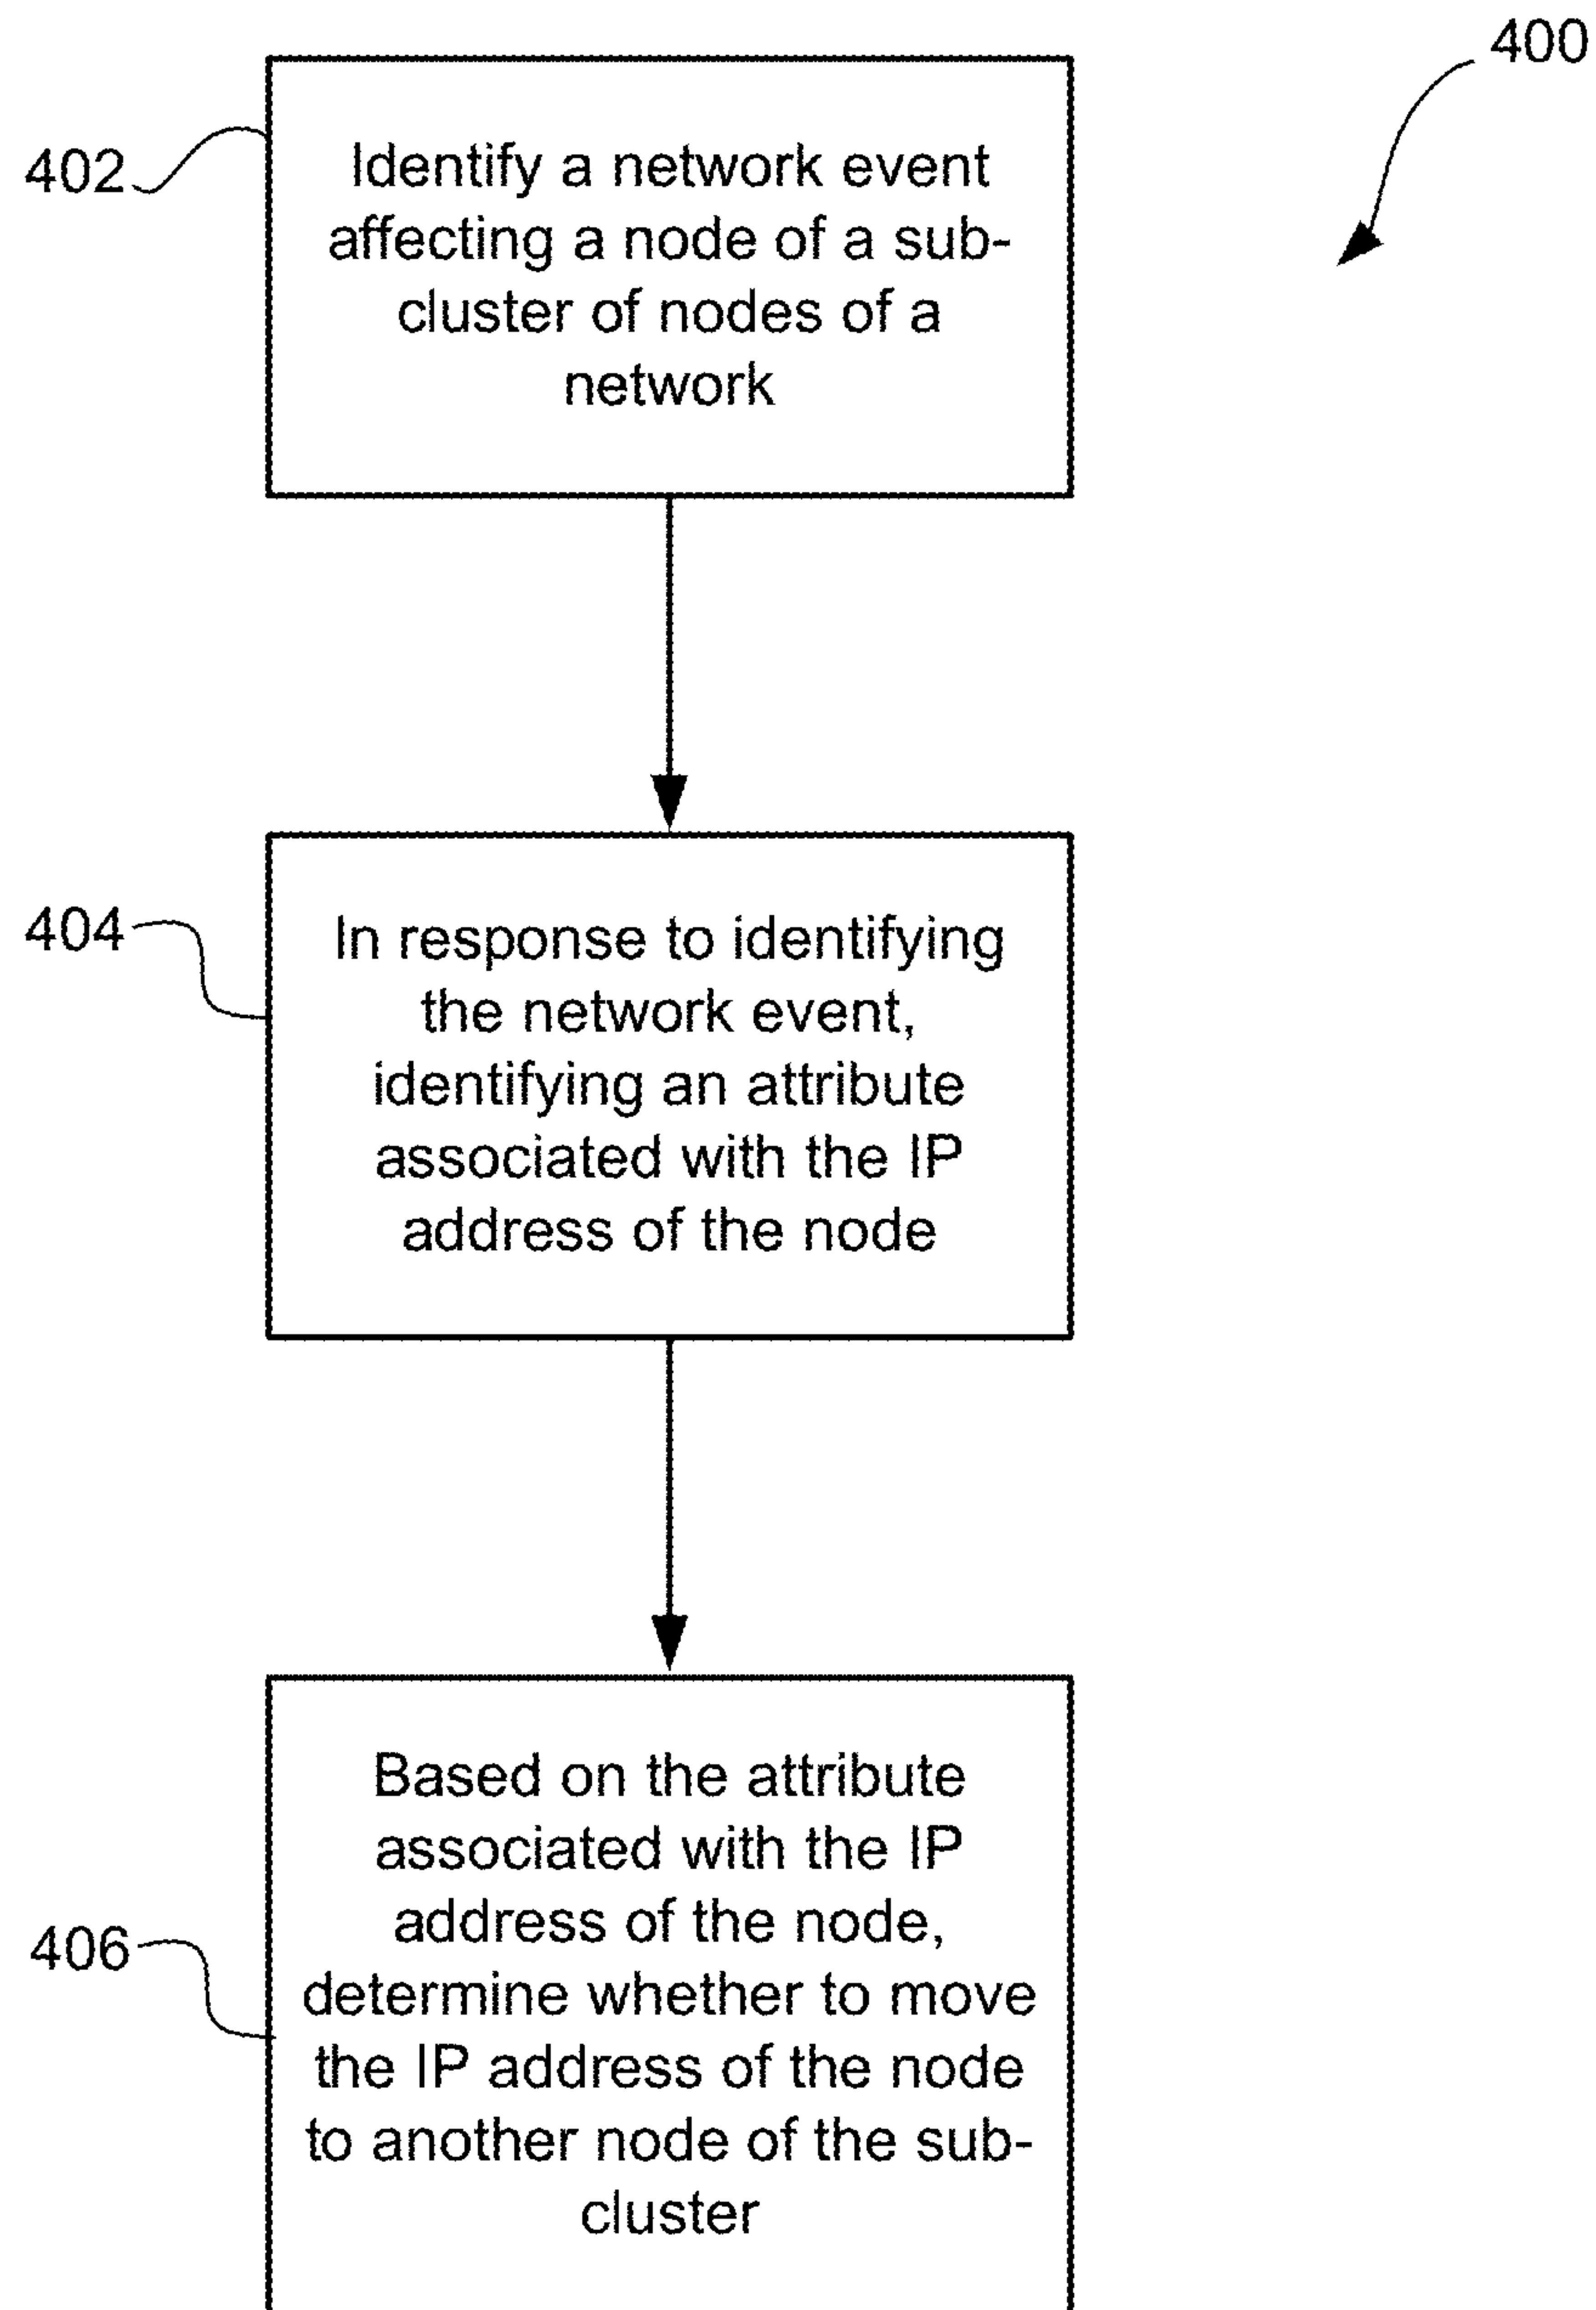 400
402
Identify a network event
affecting a node of a sub-
cluster of nodes of a
network
404
In response to identifying
the network event,
identifying an attribute
associated with the IP
address of the node
406
Based on the attribute
associated with the IP
address of the node,
determine whether to move
the IP address of the node
to another node of the sub-
cluster